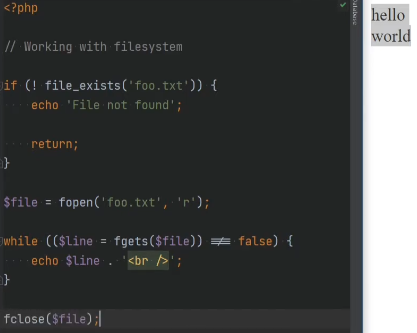 <?php
// Working with filesystem
if (! file_exists('foo.txt')) {
echo 'File not found';
return;
}
$file = fopen('foo.txt', 'r');
while (($line = fgets($file)) !== false) {
echo $line . '<br />';
}
fclose($file);
Database
hello
world